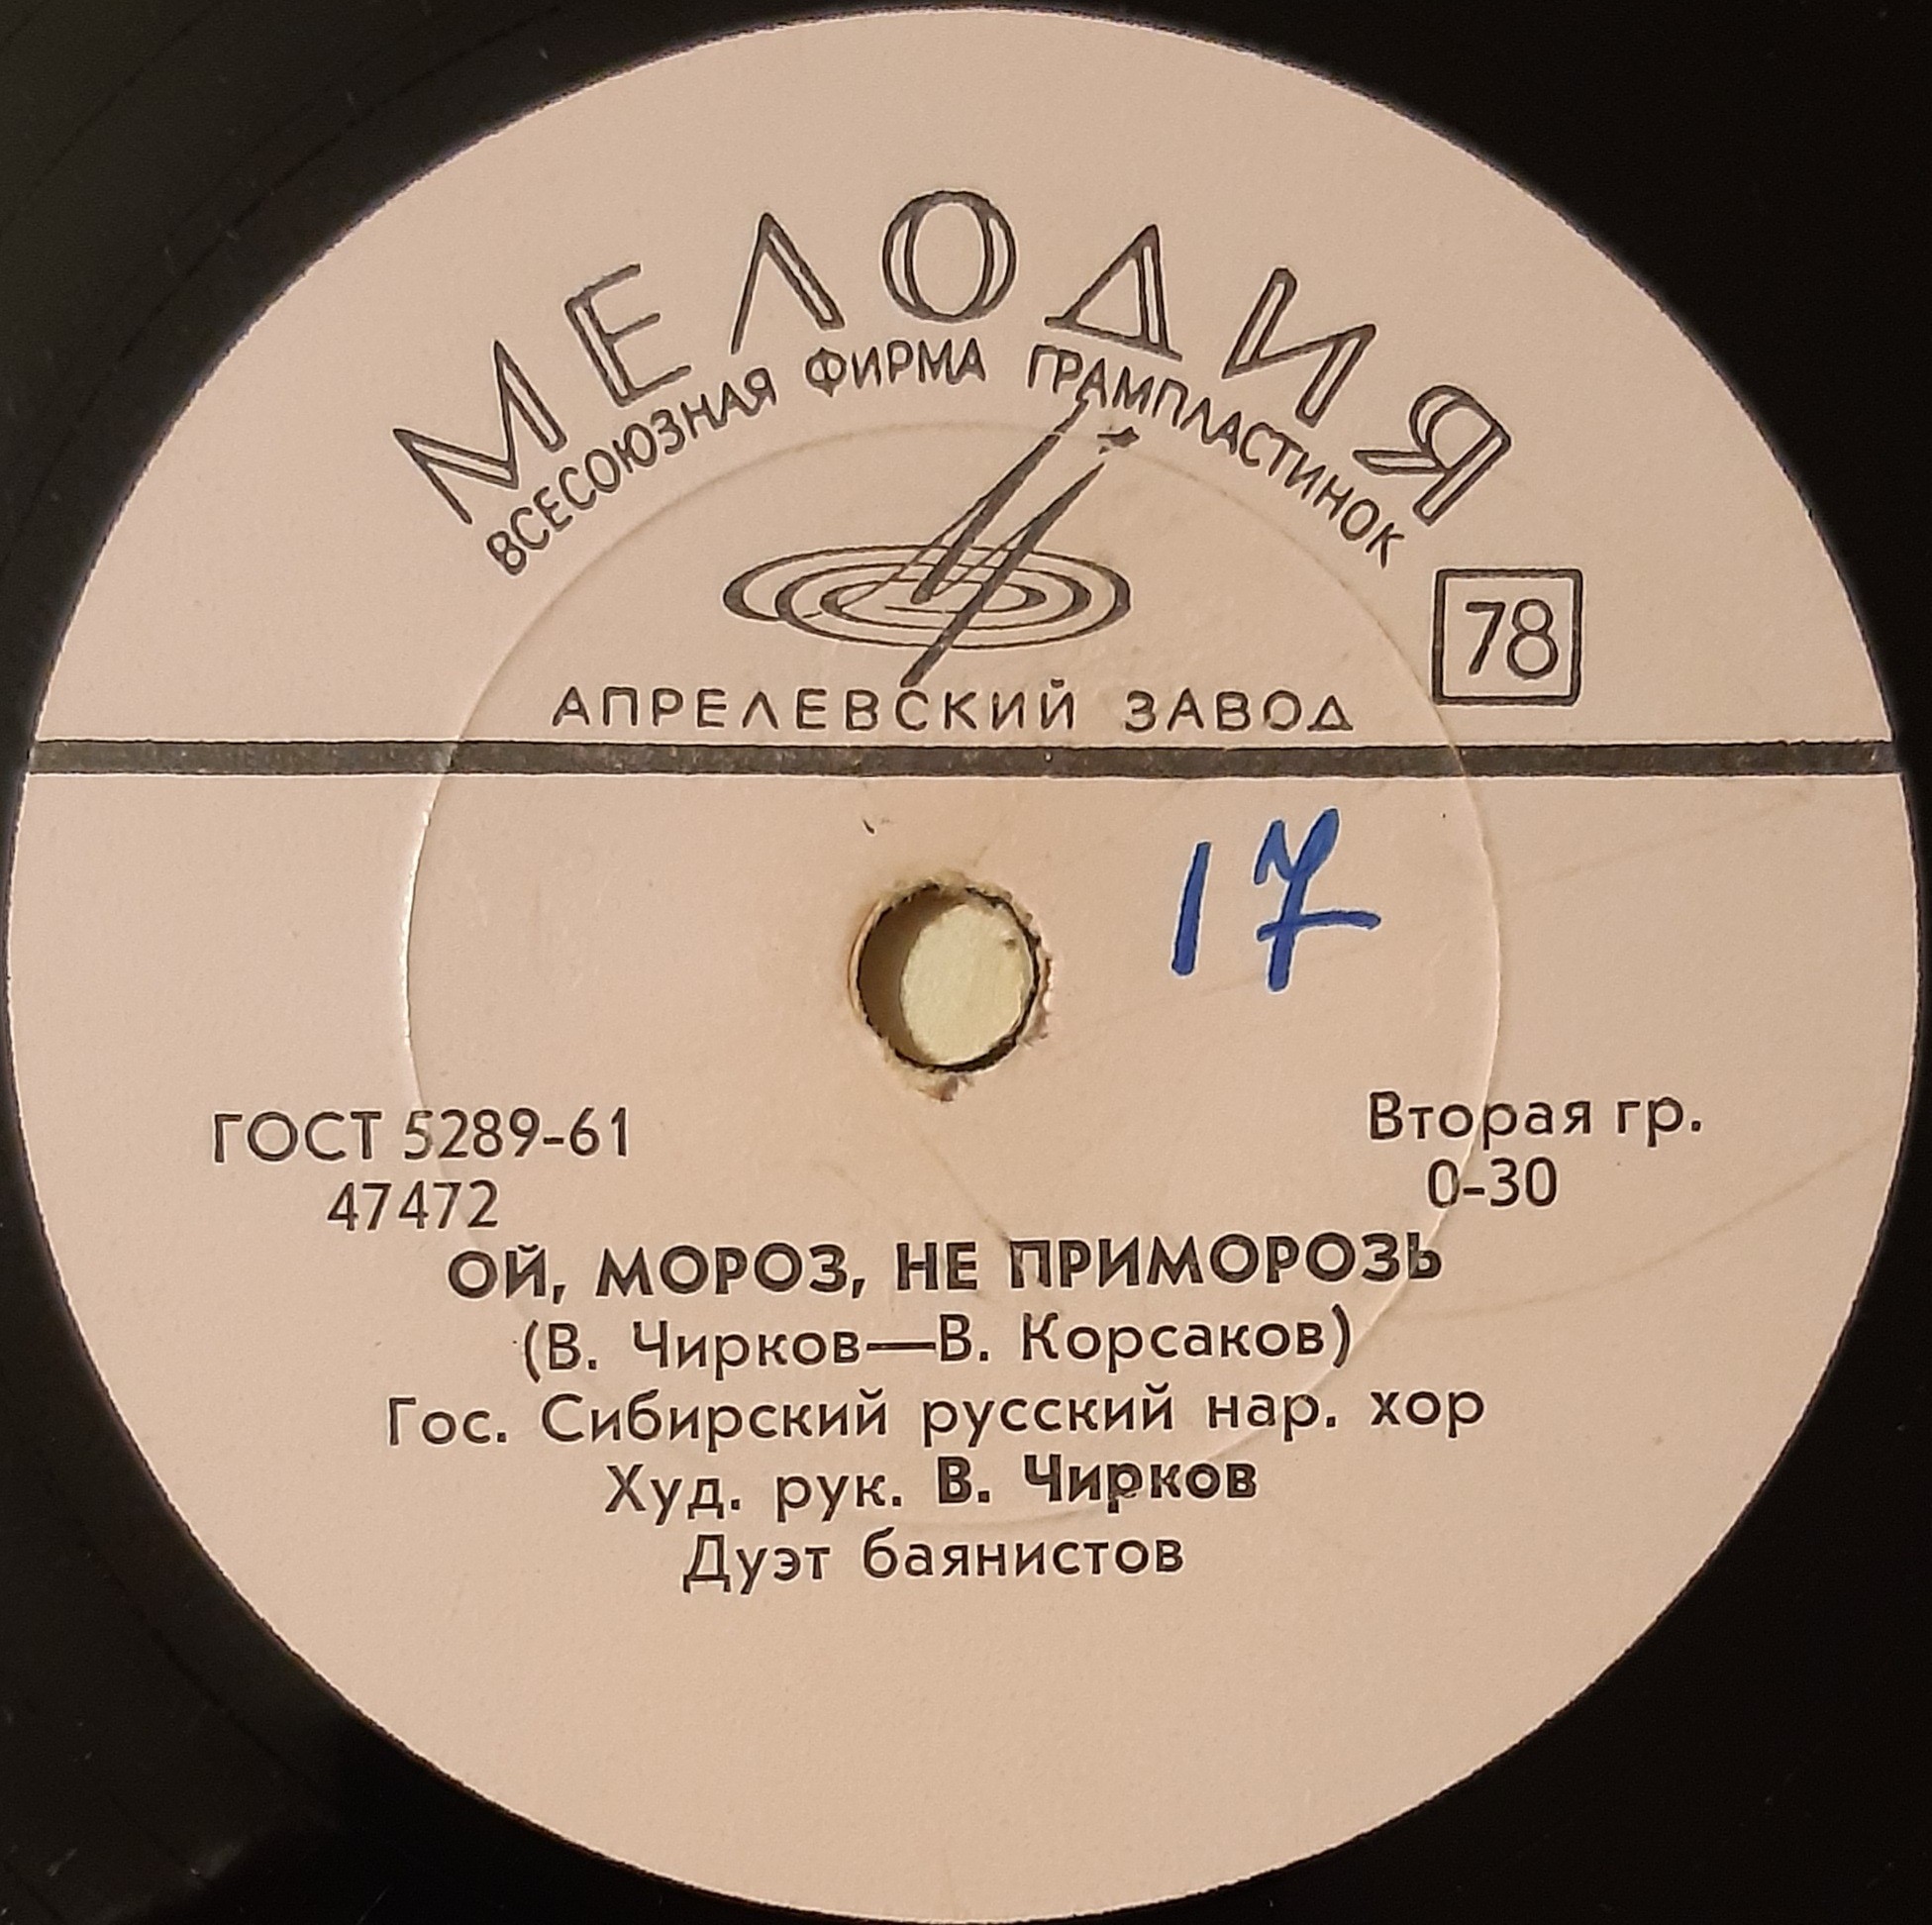 МЕЛОДИЯ
ВСЕСОЮЗНАЯ ФИРМА ГРАМПЛАСТИНОК
78
АПРЕЛЕВСКИЙ ЗАВОД
17
ГОСТ 5289-61
47472
Вторая гр.
0-30
ОЙ, МОРОЗ, НЕ ПРИМОРОЗЬ
(В. Чирков—В. Корсаков)
Гос. Сибирский русский нар. хор
Худ. рук. В. Чирков
Дуэт баянистов